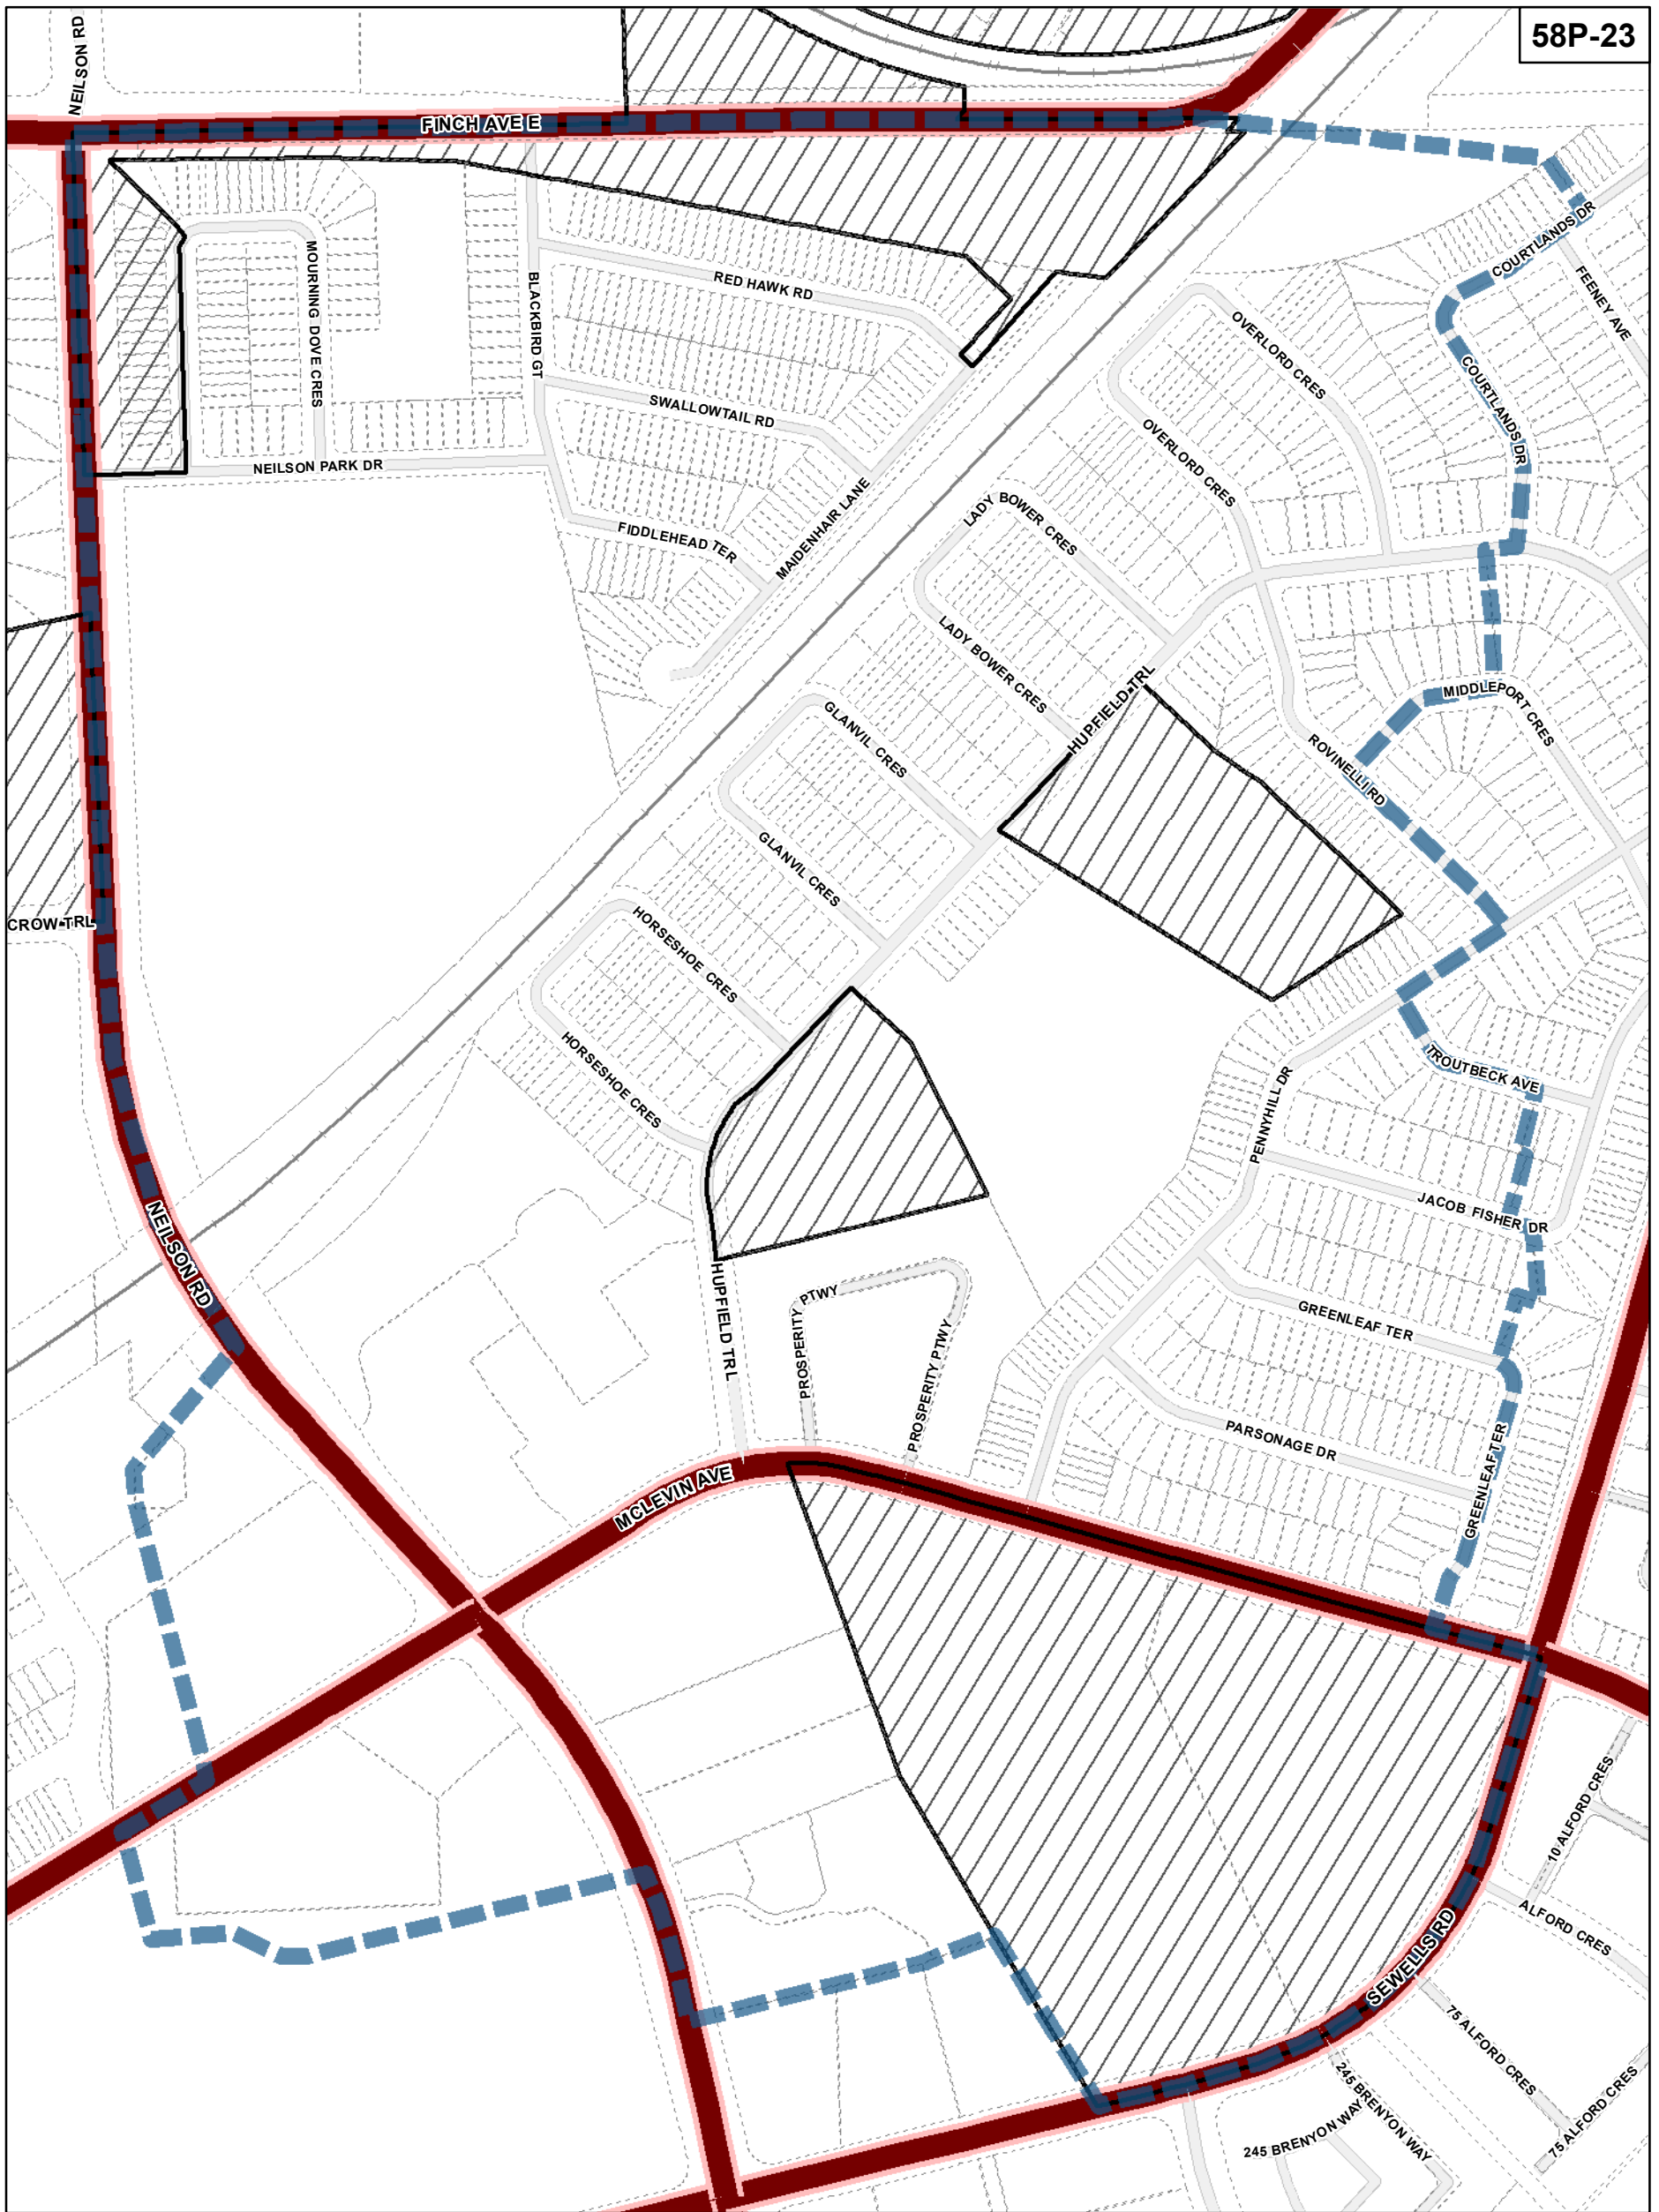 58P-23
NEILSON RD
FINCH AVE E
COURTLANDS DR
FEENEY AVE
MOURNING DOVE CRES
BLACKBIRD GT
RED HAWK RD
OVERLORD CRES
COURTLANDS DR
SWALLOWTAIL RD
OVERLORD CRES
NEILSON PARK DR
LADY BOWER CRES
FIDDLEHEAD TER
MAIDENHAIR LANE
LADY BOWER CRES
HUPFIELD TRL
MIDDLEPORT CRES
GLANVIL CRES
ROVINELLI RD
GLANVIL CRES
CROW TRL
HORSESHOE CRES
HORSESHOE CRES
TROUTBECK AVE
PENNYHILL DR
JACOB FISHER DR
NEILSON RD
HUPFIELD TRL
PROSPERITY PTWY
PROSPERITY PTWY
GREENLEAF TER
PARSONAGE DR
GREENLEAF TER
MCLEVIN AVE
10 ALFORD CRES
ALFORD CRES
SEWELLS RD
75 ALFORD CRES
245 BRENYON WAY
245 BRENYON WAY
75 ALFORD CRES